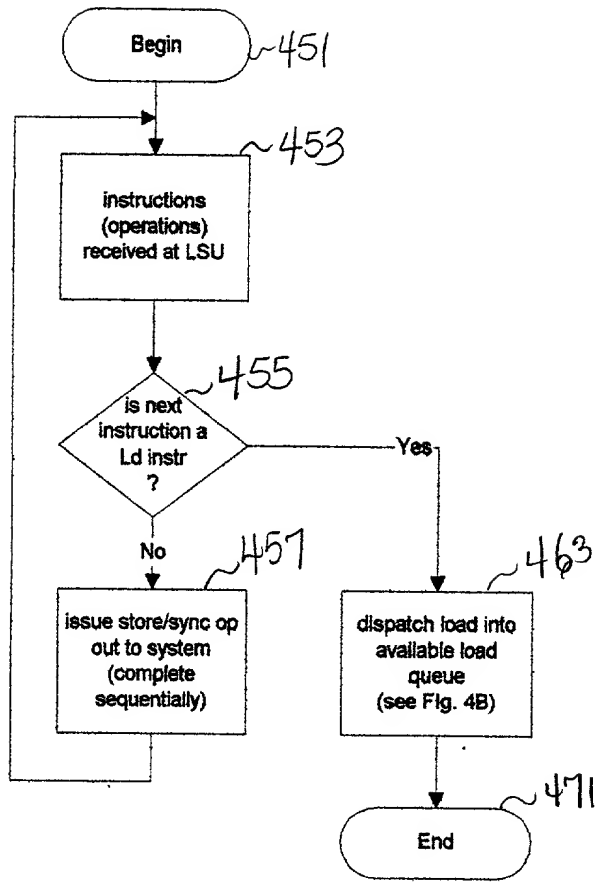 Begin
451
453
instructions
(operations)
received at LSU
455
is next
instruction a
Ld instr
?
Yes
No
457
463
issue store/sync op
out to system
(complete
sequentially)
dispatch load into
available load
queue
(see Fig. 4B)
471
End